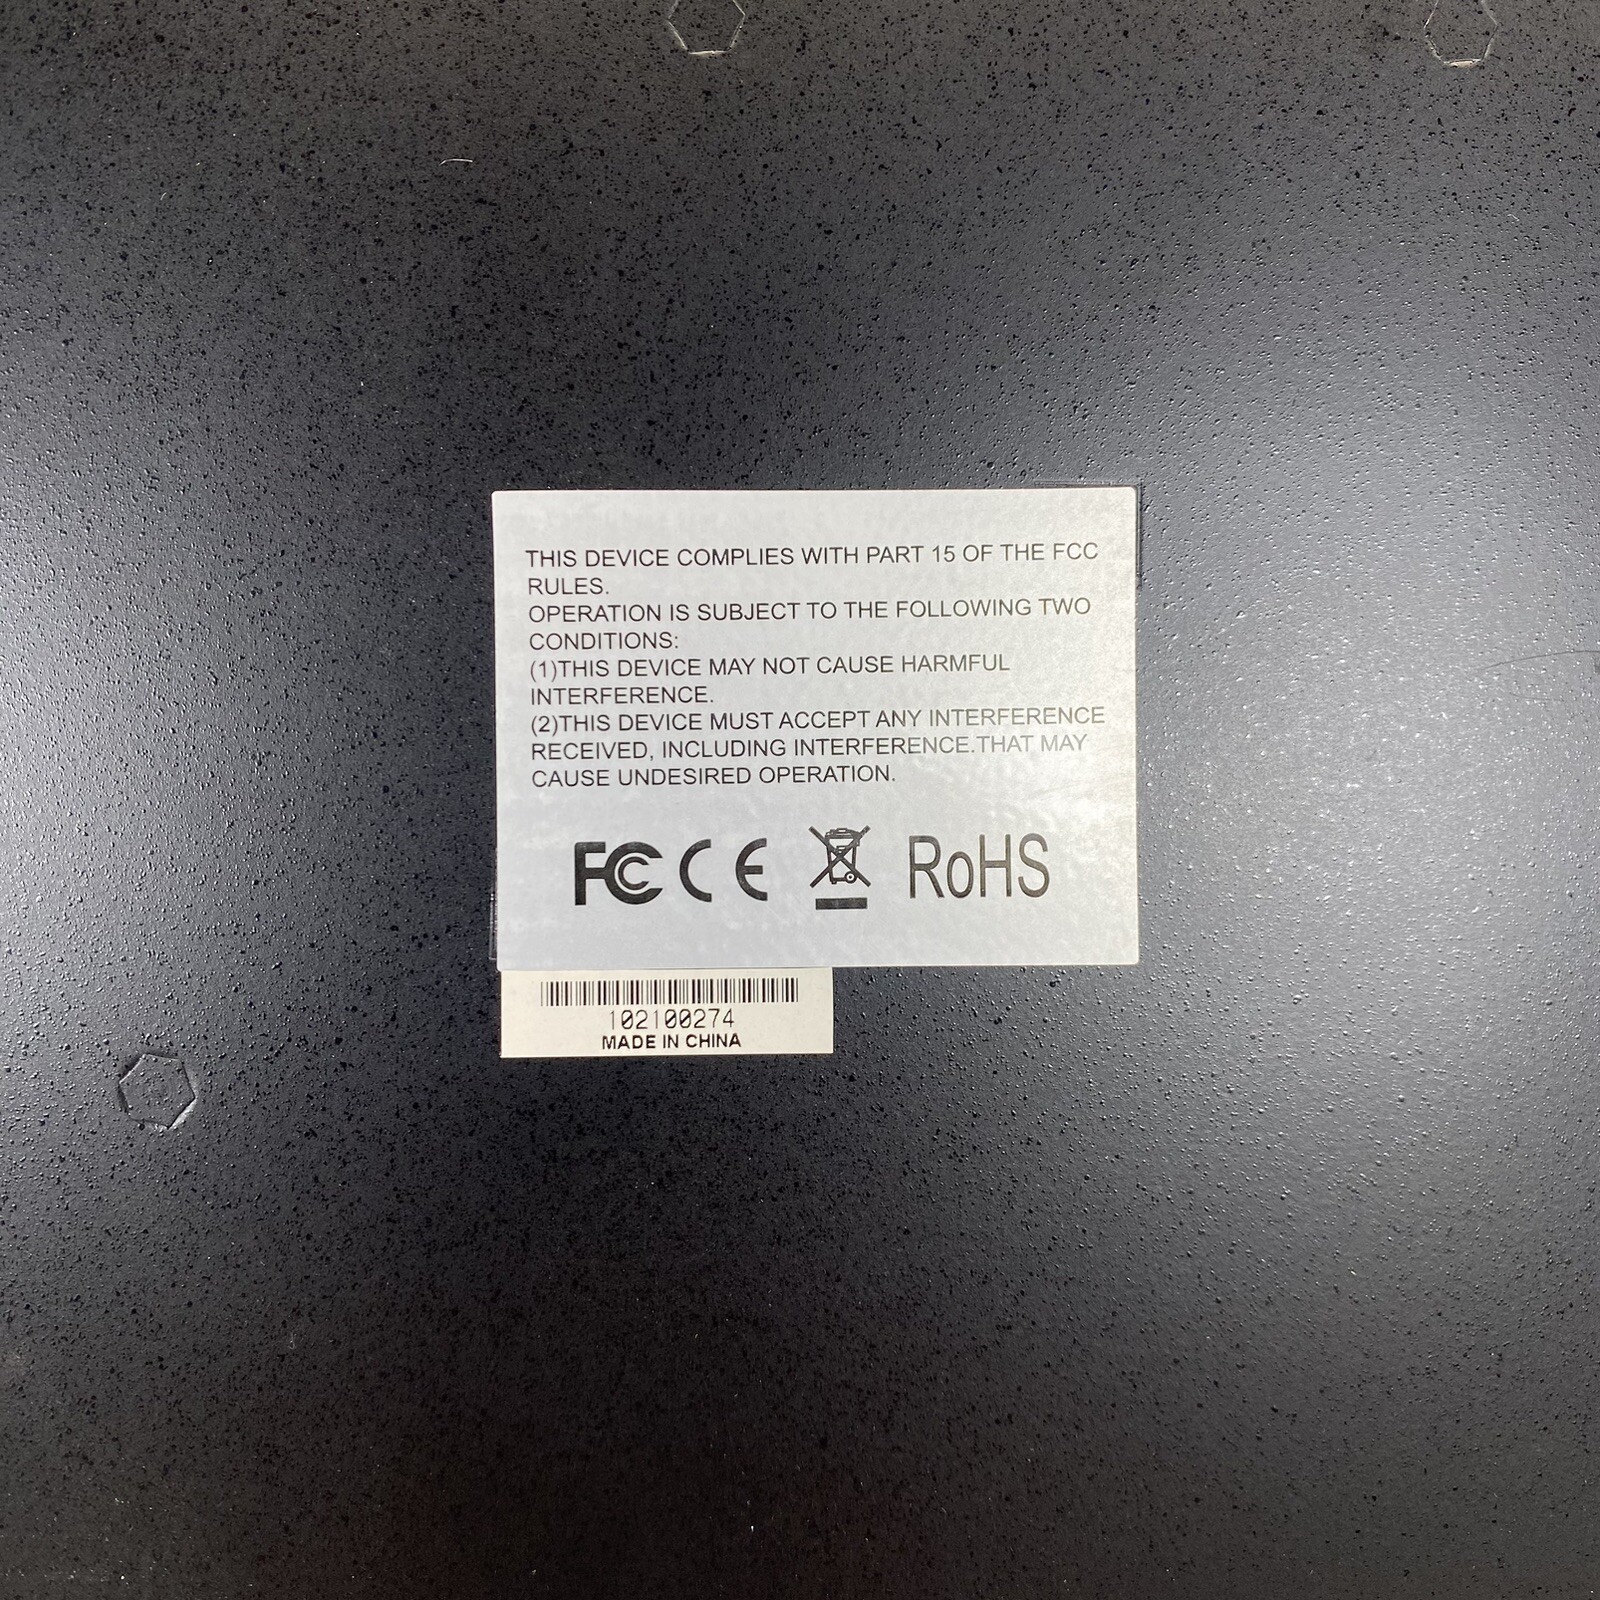 THIS DEVICE COMPLIES WITH PART 15 OF THE FCC
RULES.
OPERATION IS SUBJECT TO THE FOLLOWING TWO
CONDITIONS:
(1)THIS DEVICE MAY NOT CAUSE HARMFUL
INTERFERENCE.
(2)THIS DEVICE MUST ACCEPT ANY INTERFERENCE
RECEIVED, INCLUDING INTERFERENCE.THAT MAY
CAUSE UNDESIRED OPERATION.
FCC CE RoHS
102100274
MADE IN CHINA